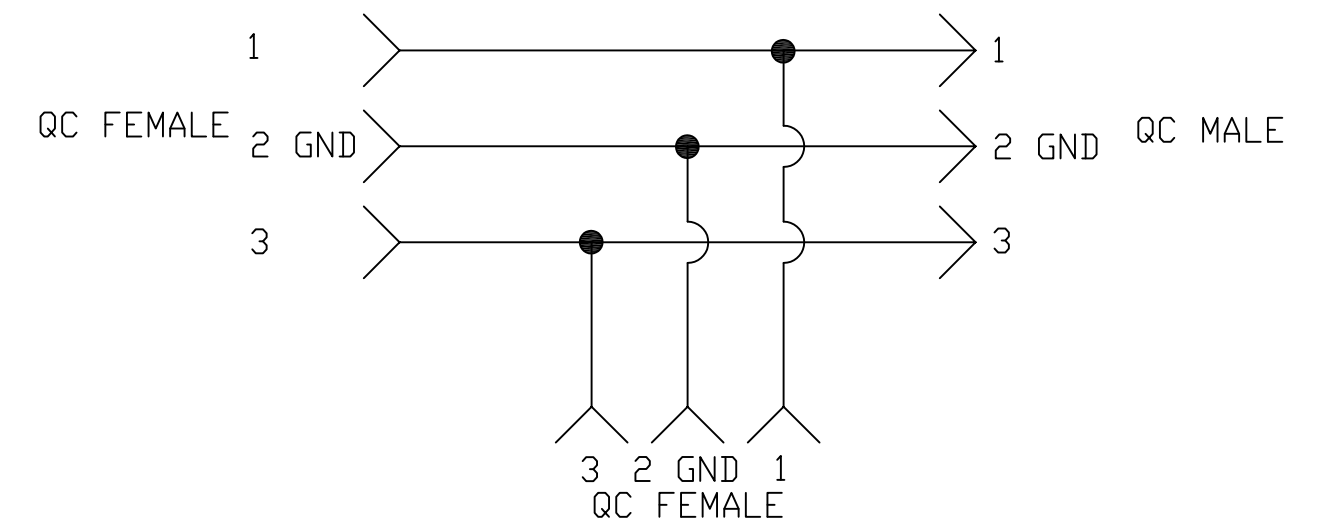 1 1
QC FEMALE 2 GND 2 GND QC MALE
3 3
3 2 GND 1
QC FEMALE